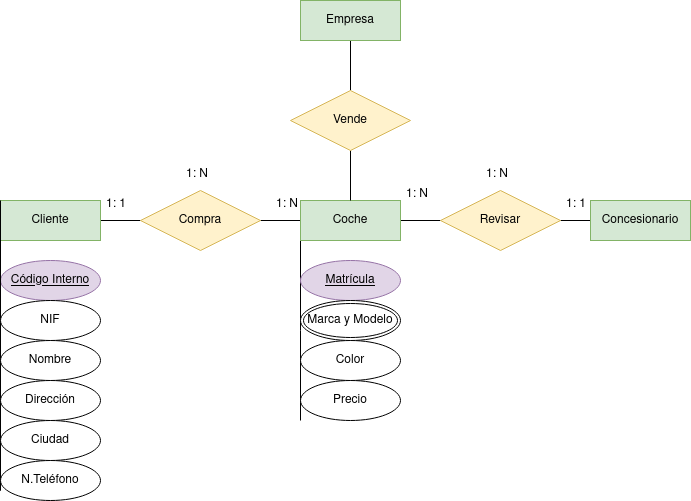 Empresa
Vende
1: N
1: N
1: 1
1: N
1: N
1: 1
Cliente
Compra
Coche
Revisar
Concesionario
Código Interno
Matrícula
NIF
Marca y Modelo
Nombre
Color
Dirección
Precio
Ciudad
N.Teléfono